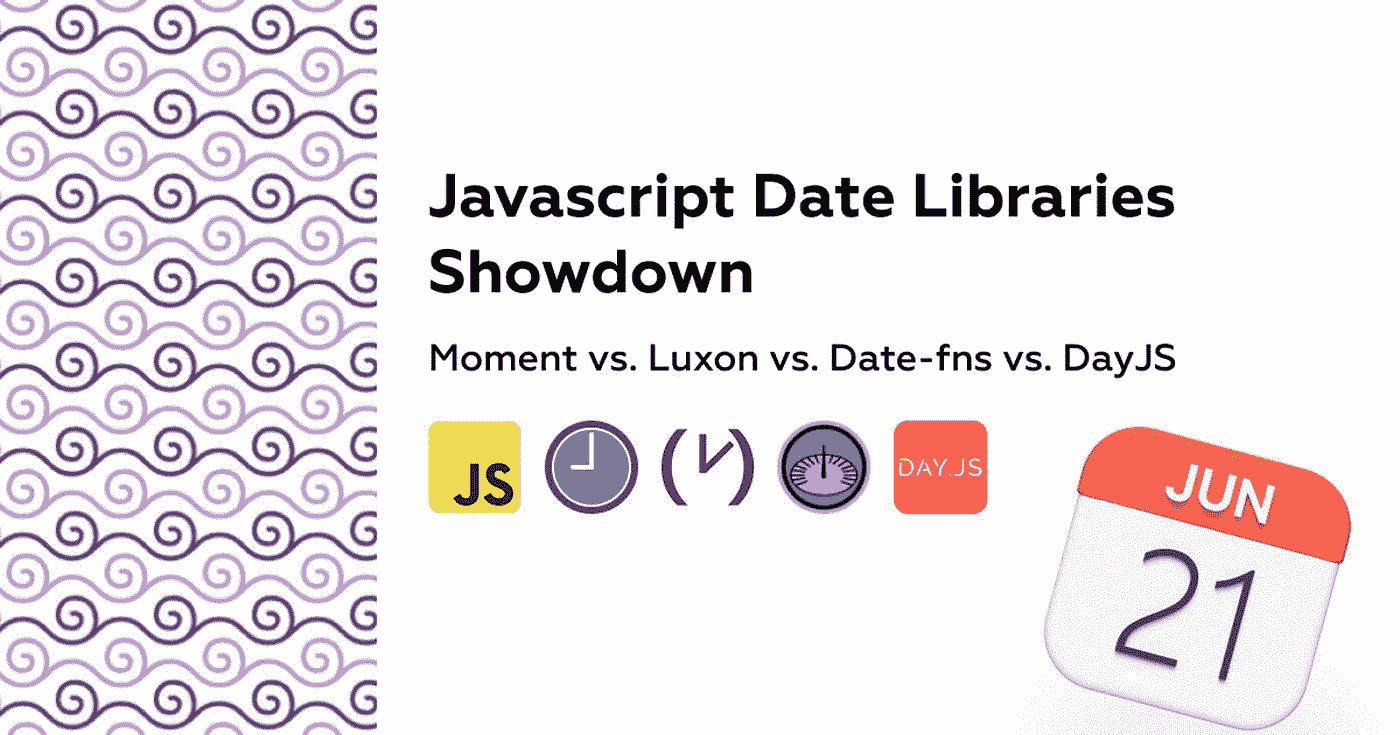 Javascript Date Libraries
Showdown
Moment vs. Luxon vs. Date-fns vs. DayJS
JS
DAY.JS
JUN
21